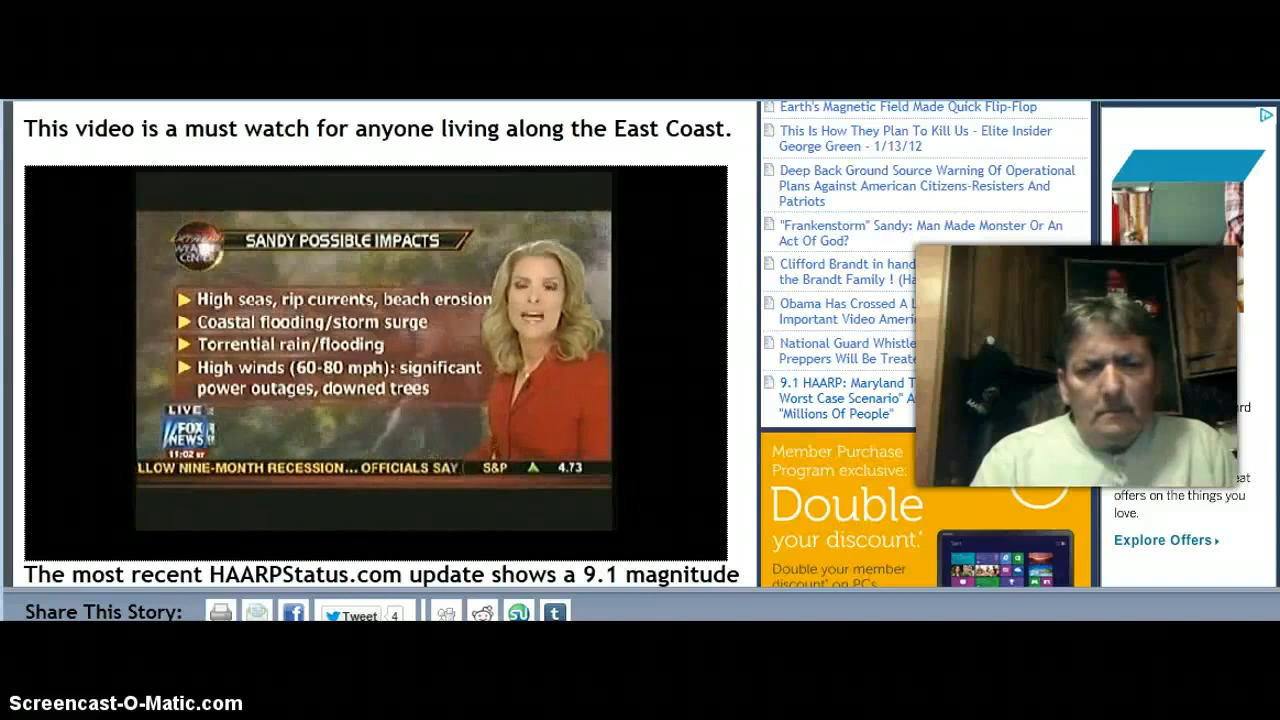 This video is a must watch for anyone living along the East Coast.
SANDY POSSIBLE IMPACTS
High seas, rip currents, beach erosion
Coastal flooding/storm surge
Torrential rain/flooding
High winds (60-80 mph): significant
power outages, downed trees
LIVE
FOX
NEWS
11:02 ET
LLOW NINE-MONTH RECESSION... OFFICIALS SAY
S&P 4.73
The most recent HAARPStatus.com update shows a 9.1 magnitude
Share This Story:
Tweet 4
Earth's Magnetic Field Made Quick Flip-Flop
This Is How They Plan To Kill Us - Elite Insider
George Green - 1/13/12
Deep Back Ground Source Warning Of Operational
Plans Against American Citizens-Resisters And
Patriots
"Frankenstorm" Sandy: Man Made Monster Or An
Act Of God?
Clifford Brandt in hand
the Brandt Family ! (Ha
Obama Has Crossed A L
Important Video Ameri
National Guard Whistle
Preppers Will Be Treate
9.1 HAARP: Maryland T
Worst Case Scenario" A
"Millions Of People"
Member Purchase
Program exclusive:
Double
your discount.*
Double your member
discount* on PCs
offers on the things you
love.
Explore Offers
Screencast-O-Matic.com